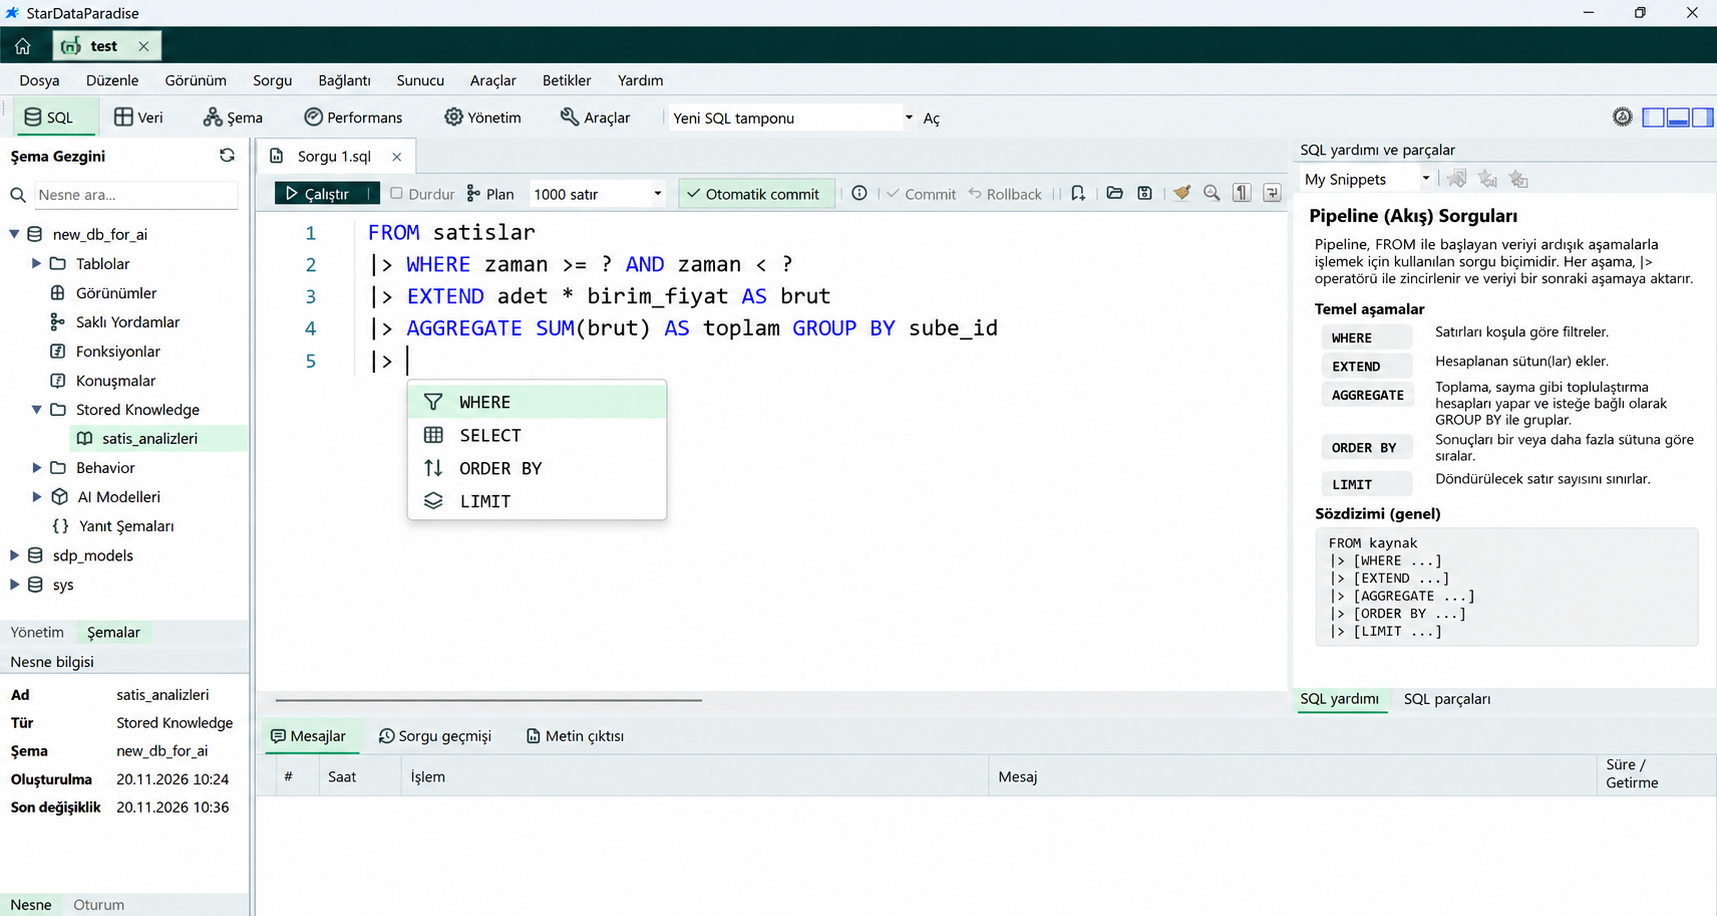 StarDataParadise
test
Dosya Düzenle Görünüm Sorgu Bağlantı Sunucu Araçlar Betikler Yardım
SQL Veri Şema Performans Yönetim Araçlar Yeni SQL tamponu Aç
Şema Gezgini
Nesne ara...
new_db_for_ai
Tablolar
Görünümler
Saklı Yordamlar
Fonksiyonlar
Konuşmalar
Stored Knowledge
satis_analizleri
Behavior
AI Modelleri
{} Yanıt Şemaları
sdp_models
sys
Yönetim Şemalar
Nesne bilgisi
Ad satis_analizleri
Tür Stored Knowledge
Şema new_db_for_ai
Oluşturulma 20.11.2026 10:24
Son değişiklik 20.11.2026 10:36
Nesne Oturum
Sorgu 1.sql
Çalıştır Durdur Plan 1000 satır Otomatik commit Commit Rollback
1 FROM satislar
2 |> WHERE zaman >= ? AND zaman < ?
3 |> EXTEND adet * birim_fiyat AS brut
4 |> AGGREGATE SUM(brut) AS toplam GROUP BY sube_id
5 |>
WHERE
SELECT
ORDER BY
LIMIT
Mesajlar Sorgu geçmişi Metin çıktısı
# Saat İşlem Mesaj Süre /
Getirme
SQL yardımı ve parçalar
My Snippets
Pipeline (Akış) Sorguları
Pipeline, FROM ile başlayan veriyi ardışık aşamalarla
işlemek için kullanılan sorgu biçimidir. Her aşama, |>
operatörü ile zincirlenir ve veriyi bir sonraki aşamaya aktarır.
Temel aşamalar
WHERE Satırları koşula göre filtreler.
EXTEND Hesaplanan sütun(lar) ekler.
AGGREGATE Toplama, sayma gibi toplulaştırma
hesapları yapar ve isteğe bağlı olarak
GROUP BY ile gruplar.
ORDER BY Sonuçları bir veya daha fazla sütuna göre
sıralar.
LIMIT Döndürülecek satır sayısını sınırlar.
Sözdizimi (genel)
FROM kaynak
|> [WHERE ...]
|> [EXTEND ...]
|> [AGGREGATE ...]
|> [ORDER BY ...]
|> [LIMIT ...]
SQL yardımı SQL parçaları